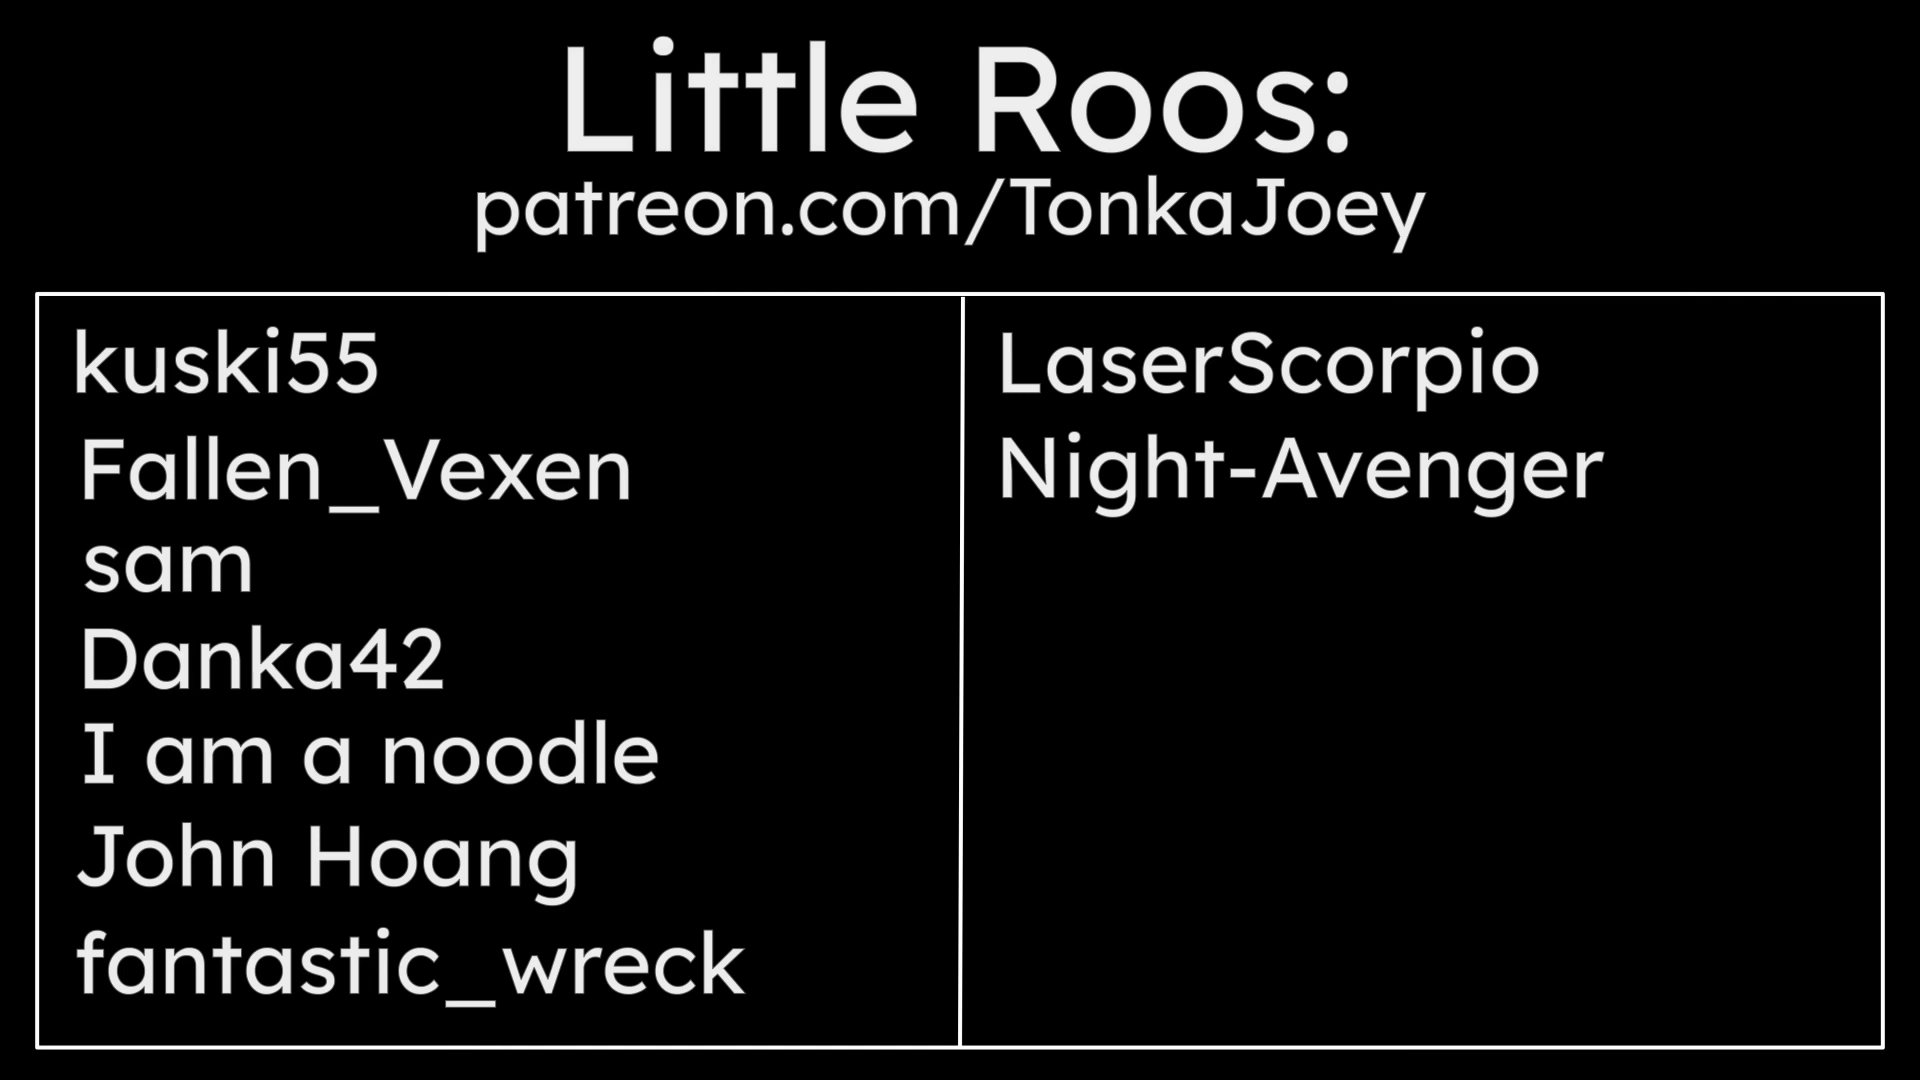 Little Roos:
patreon.com/TonkaJoey
kuski55
Fallen_Vexen
sam
Danka42
I am a noodle
John Hoang
fantastic_wreck
LaserScorpio
Night-Avenger